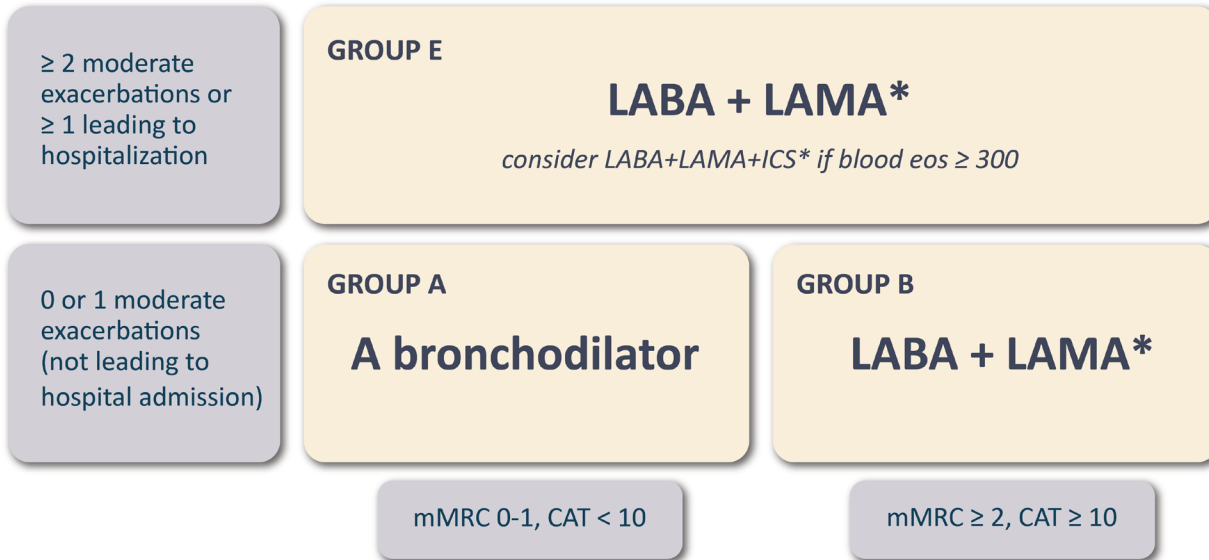 ≥ 2 moderate
exacerbations or
≥ 1 leading to
hospitalization
GROUP E
LABA + LAMA*
consider LABA+LAMA+ICS* if blood eos ≥ 300
0 or 1 moderate
exacerbations
(not leading to
hospital admission)
GROUP A
A bronchodilator
GROUP B
LABA + LAMA*
mMRC 0-1, CAT < 10
mMRC ≥ 2, CAT ≥ 10